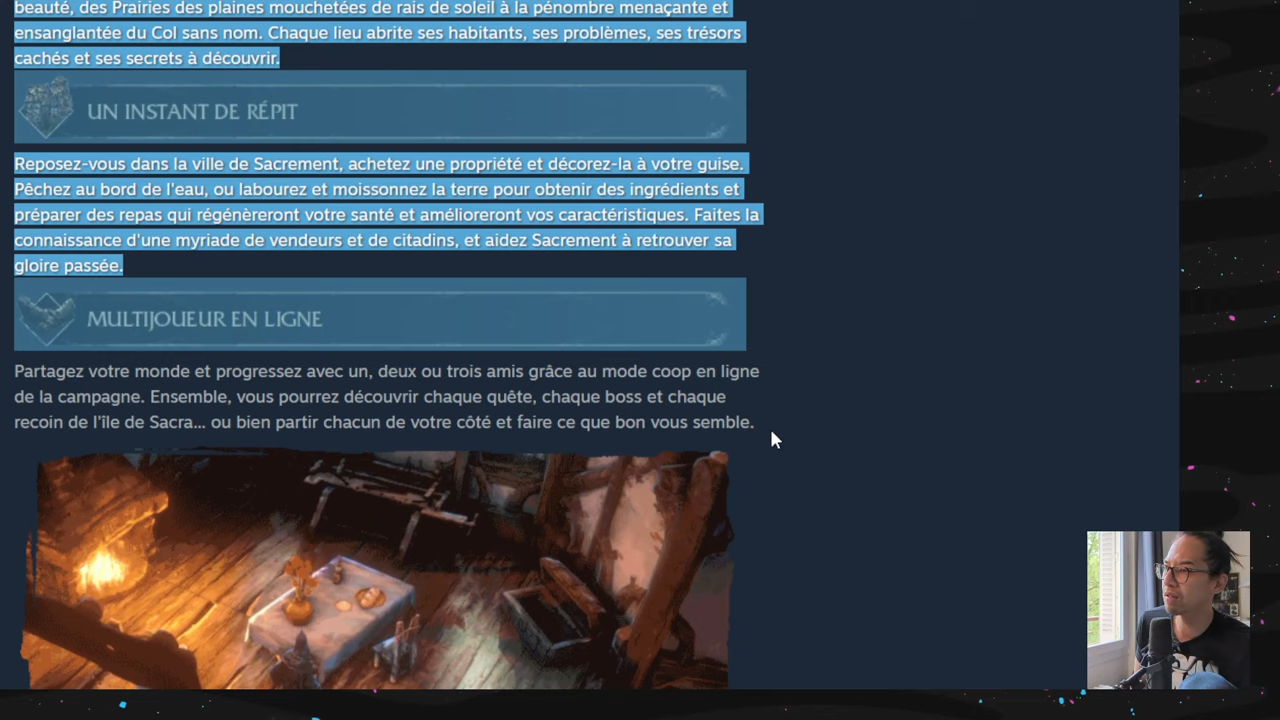 beauté, des Prairies des plaines mouchetées de rais de soleil à la pénombre menaçante et
ensanglantée du Col sans nom. Chaque lieu abrite ses habitants, ses problèmes, ses trésors
cachés et ses secrets à découvrir.
UN INSTANT DE RÉPIT
Reposez-vous dans la ville de Sacrement, achetez une propriété et décorez-la à votre guise.
Pêchez au bord de l'eau, ou labourez et moissonnez la terre pour obtenir des ingrédients et
préparer des repas qui régénèreront votre santé et amélioreront vos caractéristiques. Faites la
connaissance d'une myriade de vendeurs et de citadins, et aidez Sacrement à retrouver sa
gloire passée.
MULTIJOUEUR EN LIGNE
Partagez votre monde et progressez avec un, deux ou trois amis grâce au mode coop en ligne
de la campagne. Ensemble, vous pourrez découvrir chaque quête, chaque boss et chaque
recoin de l'île de Sacra... ou bien partir chacun de votre côté et faire ce que bon vous semble.